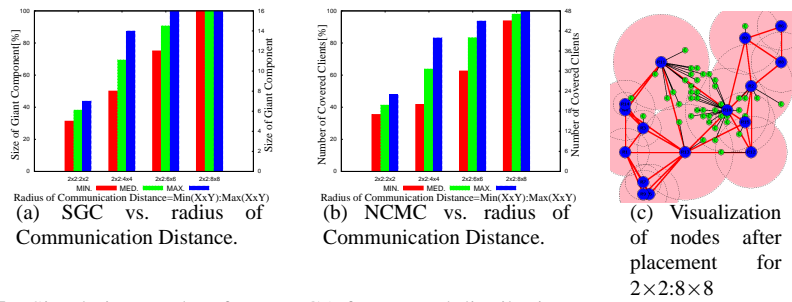 100
80
60
40
20
0
Size of Giant Component[%]
16
14
12
10
8
6
4
2
0
Size of Giant Component
2x2:2x2 2x2:4x4 2x2:6x6 2x2:8x8
MIN. MED. MAX.
Radius of Communication Distance=Min(XxY):Max(XxY)
(a) SGC vs. radius of
Communication Distance.
100
80
60
40
20
0
Number of Covered Clients[%]
48
42
36
30
24
18
12
6
0
Number of Covered Clients
2x2:2x2 2x2:4x4 2x2:6x6 2x2:8x8
MIN. MED. MAX.
Radius of Communication Distance=Min(XxY):Max(XxY)
(b) NCMC vs. radius of
Communication Distance.
(c) Visualization
of nodes after
placement for
2×2:8×8